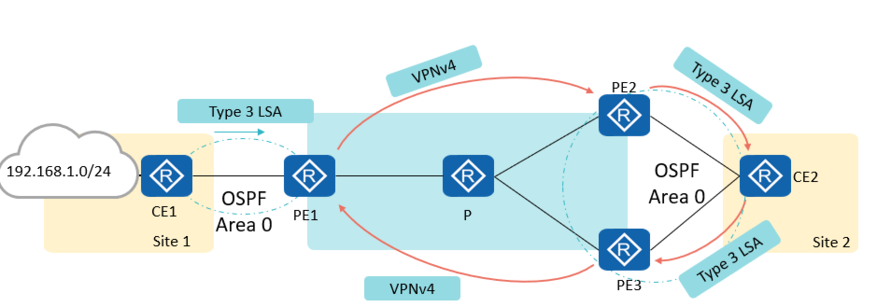 VPNv4
Type 3 LSA
PE2
Type 3 LSA
192.168.1.0/24
R
R
R
R
R
R
CE1
OSPF
Area 0
PE1
P
OSPF
Area 0
CE2
Site 1
Site 2
VPNv4
PE3
Type 3 LSA